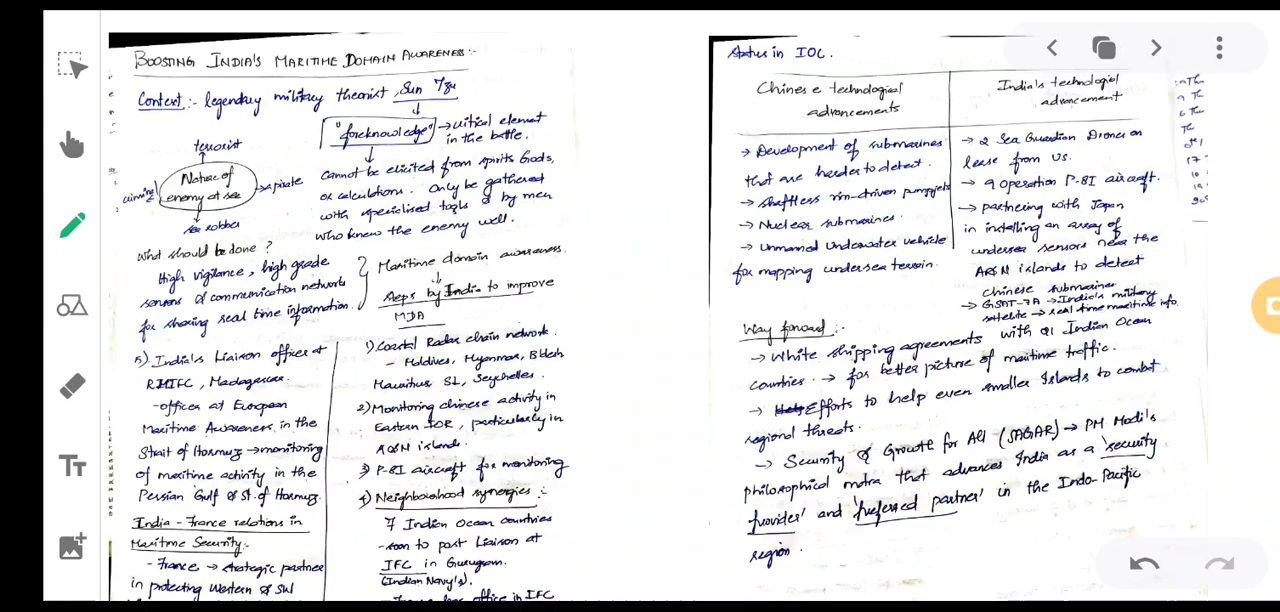 BOOSTING INDIA'S MARITIME DOMAIN AWARENESS :-
Context :- legendary military theorist, Sun Tzu
"foreknowledge" → critical element
in the battle.
terrorist
Nature of
enemy at sea
→ a pirate
criminal
sea robber
cannot be elicited from spirits Gods,
or calculations. Only be gathered
with specialised tools & by men
who knew the enemy well.
What should be done ?
High vigilance, high grade
sensors & communication network
for sharing real time information.
Maritime domain awareness.
steps by India to improve
MDA
5) India's Liaison officer at
RMIFC, Madagascar.
- officer at European
Maritime Awareness in the
Strait of Hormuz → monitoring
of maritime activity in the
Persian Gulf & St. of Hormuz.
India - France relations in
Maritime Security :-
- France → strategic partner
in protecting Western & SW
1) Coastal Radar chain network.
- Maldives, Myanmar, B'desh
Mauritius SL, Seychelles.
2) Monitoring chinese activity in
Eastern IOR, particularly in
A&N islands.
3) P-8I aircraft for monitoring
4) Neighbourhood synergies :-
7 Indian Ocean countries
- soon to post Liaison at
IFC in Gurugram.
(Indian Navy's)
office in IFC
status in IOC.
Chinese technological
advancements
→ Development of submarines
that are harder to detect.
→ shaftless rim-driven pumpjets
→ Nuclear submarines.
→ Unmanned underwater vehicle
for mapping undersea terrain.
India's technological
advancement
→ 2 Sea Guardian Drones on
lease from US.
→ 9 operation P-8I aircraft.
→ partnering with Japan
in installing an array of
undersea sensors near the
A&N islands to detect
Chinese submarines
→ GSAT-7A → India's military
satellite → real time maritime info.
Way forward :-
→ White shipping agreements with 21 Indian Ocean
countries. → for better picture of maritime traffic.
→ Efforts to help even smaller Islands to combat
regional threats.
→ Security & Growth for All (SAGAR) → PM Modi's
philosophical motra that advances India as a 'security
provider' and 'preferred partner' in the Indo Pacific
region.
Tt